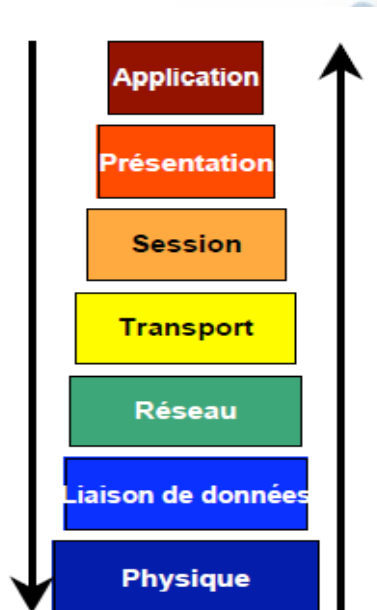 Application
Présentation
Session
Transport
Réseau
Liaison de données
Physique